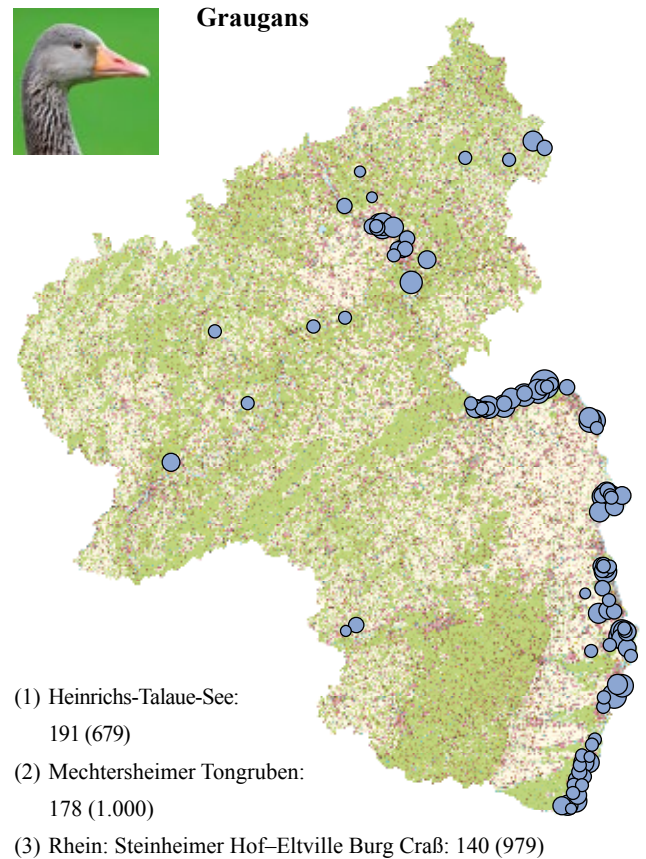 Graugans
(1) Heinrichs-Talaue-See:
191 (679)
(2) Mechtersheimer Tongruben:
178 (1.000)
(3) Rhein: Steinheimer Hof–Eltville Burg Craß: 140 (979)